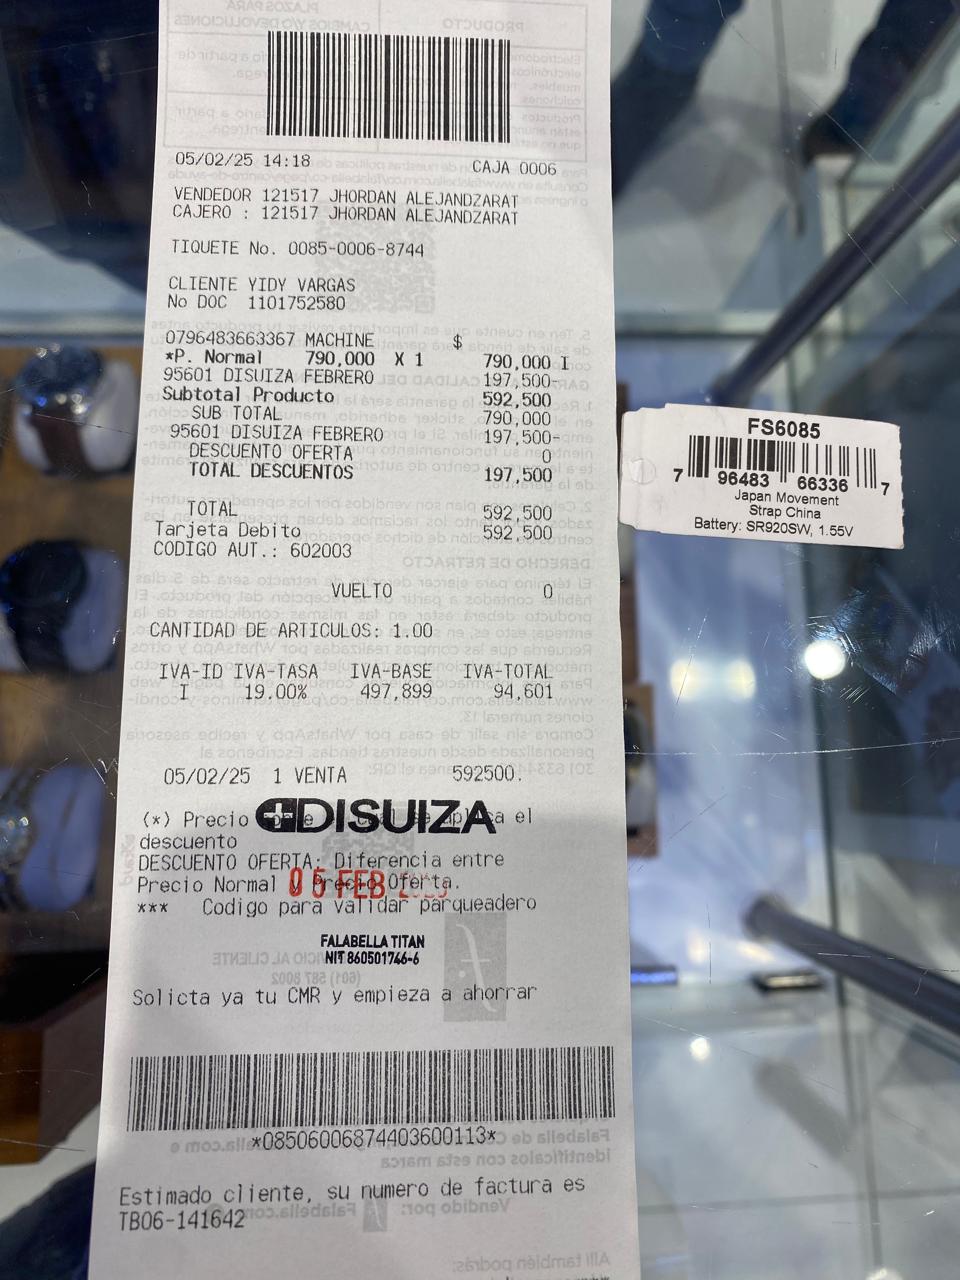 05/02/25 14:18 CAJA 0006
VENDEDOR 121517 JHORDAN ALEJANDZARAT
CAJERO : 121517 JHORDAN ALEJANDZARAT
TIQUETE No. 0085-0006-8744
CLIENTE YIDY VARGAS
No DOC 1101752580
0796483663367 MACHINE $
*P. Normal 790,000 X 1 790,000 I
95601 DISUIZA FEBRERO 197,500-
Subtotal Producto 592,500
SUB TOTAL 790,000
95601 DISUIZA FEBRERO 197,500-
DESCUENTO OFERTA 0
TOTAL DESCUENTOS 197,500
TOTAL 592,500
Tarjeta Debito 592,500
CODIGO AUT.: 602003
VUELTO 0
CANTIDAD DE ARTICULOS: 1.00
IVA-ID IVA-TASA IVA-BASE IVA-TOTAL
I 19.00% 497,899 94,601
05/02/25 1 VENTA 592500.
(*) Precio el
DISUIZA
descuento
DESCUENTO OFERTA: Diferencia entre
Precio Normal y Precio Oferta.
05 FEB
*** Codigo para validar parqueadero
FALABELLA TITAN
NIT 860501746-6
Solicta ya tu CMR y empieza a ahorrar
*08506006874403600113*
Estimado cliente, su numero de factura es
TB06-141642
FS6085
7 96483 66336 7
Japan Movement
Strap China
Battery: SR920SW, 1.55V